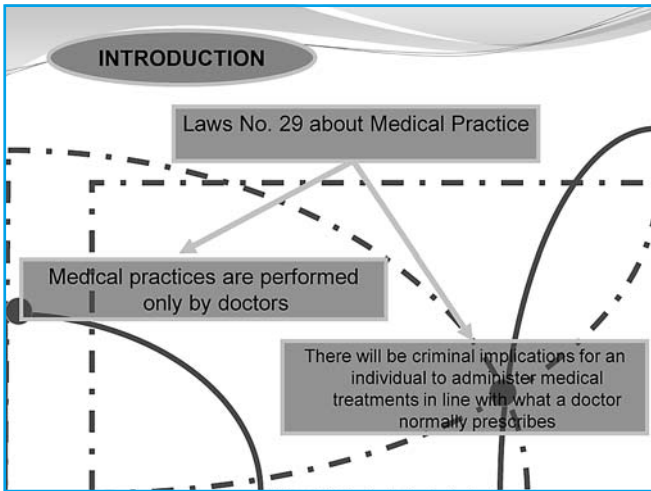 INTRODUCTION
Laws No. 29 about Medical Practice
Medical practices are performed
only by doctors
There will be criminal implications for an
individual to administer medical
treatments in line with what a doctor
normally prescribes